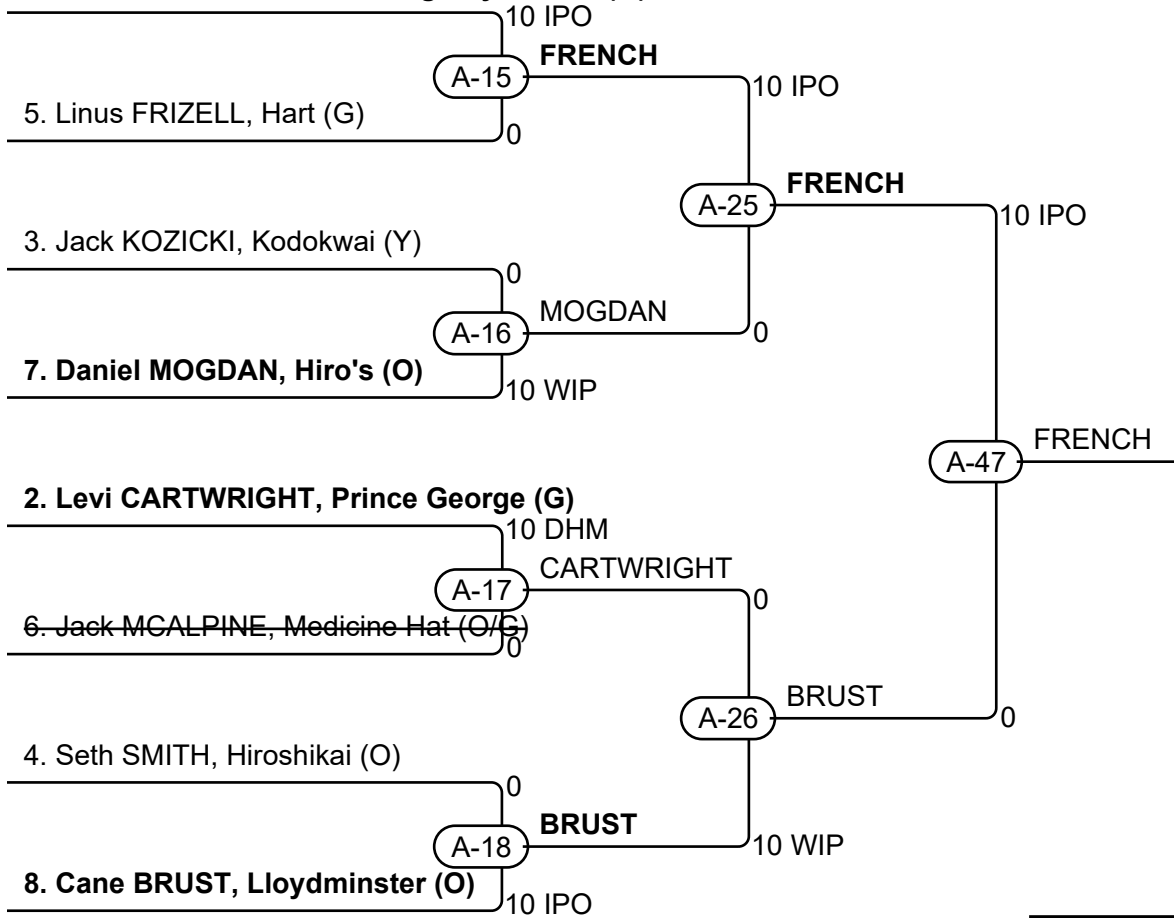 10 IPO
FRENCH
A-15
10 IPO
5. Linus FRIZELL, Hart (G)
0
FRENCH
A-25
10 IPO
3. Jack KOZICKI, Kodokwai (Y)
0
MOGDAN
A-16
0
7. Daniel MOGDAN, Hiro's (O)
10 WIP
FRENCH
A-47
2. Levi CARTWRIGHT, Prince George (G)
10 DHM
CARTWRIGHT
A-17
0
6. Jack MCALPINE, Medicine Hat (O/G)
0
BRUST
A-26
0
4. Seth SMITH, Hiroshikai (O)
0
BRUST
A-18
10 WIP
8. Cane BRUST, Lloydminster (O)
10 IPO